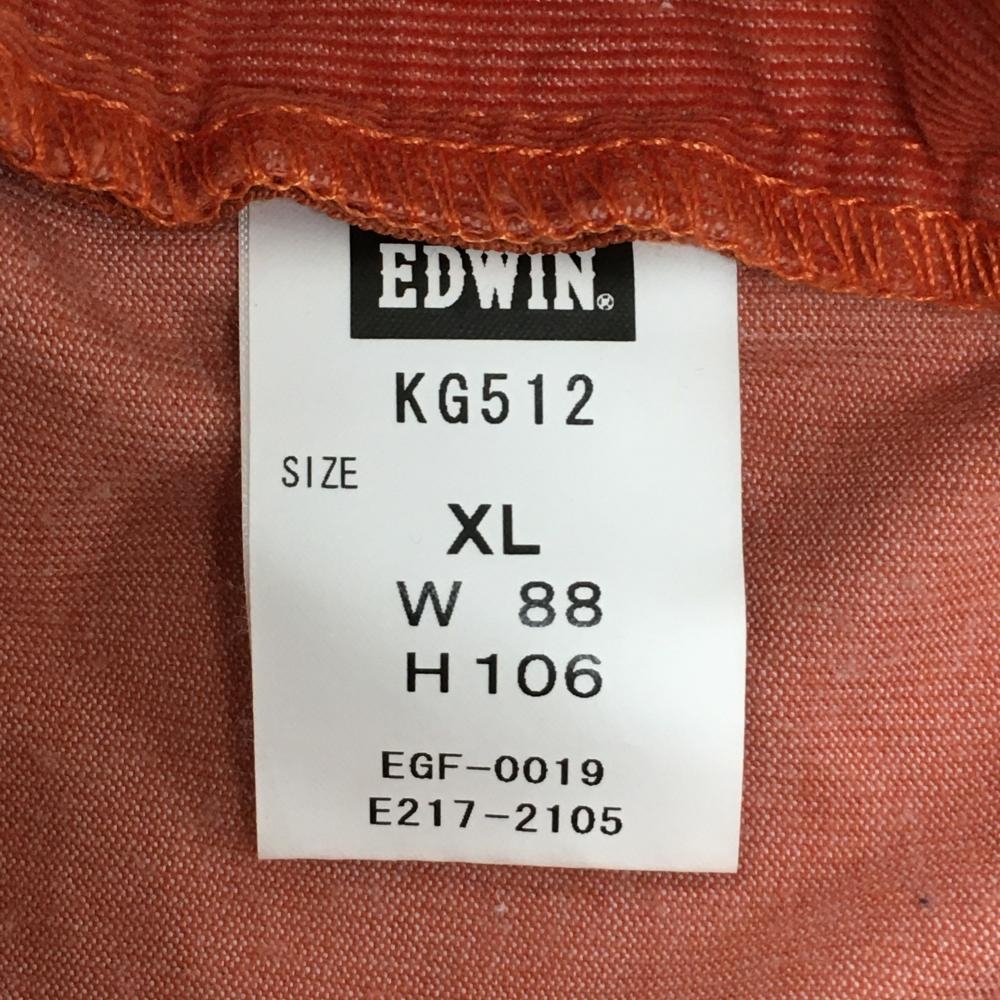 EDWIN
KG512
SIZE
XL
W 88
H 106
EGF-0019
E217-2105